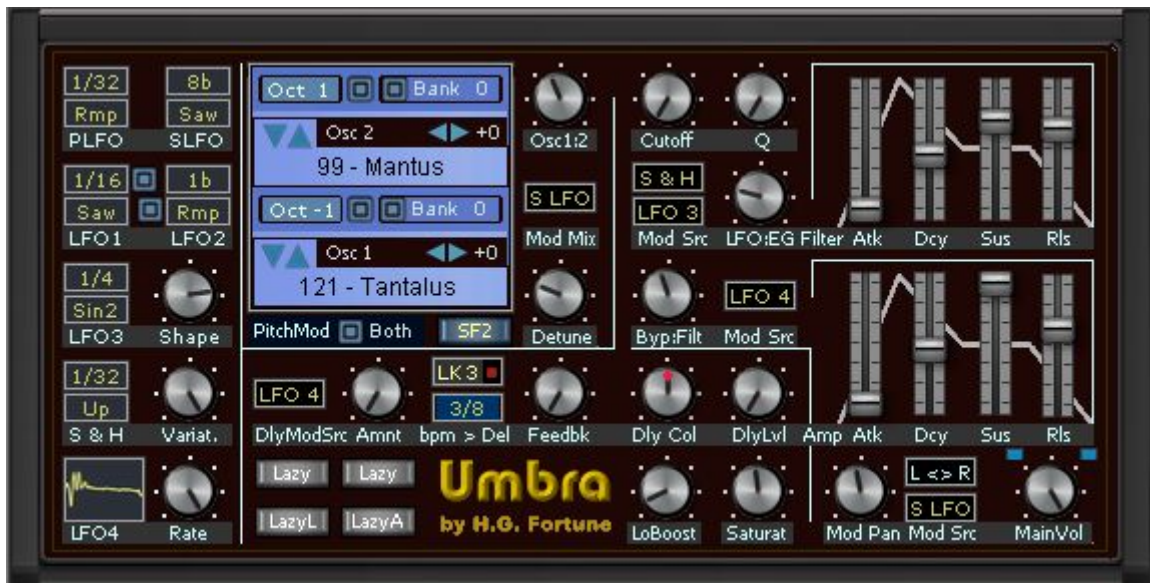 1/32 8b
Rmp Saw
PLFO SLFO
1/16 1b
Saw Rmp
LFO1 LFO2
1/4
Sin2
LFO3 Shape
1/32
Up
S & H Variat.
LFO4 Rate
Oct 1 Bank 0
Osc 2 +0
99 - Mantus
Oct -1 Bank 0
Osc 1 +0
121 - Tantalus
PitchMod Both SF2
Osc1:2
S LFO
Mod Mix
Detune
Cutoff Q
S & H
LFO 3
Mod Src LFO:EG Filter Atk Dcy Sus Rls
LFO 4
Byp:Filt Mod Src
LFO 4 LK3
3/8
DlyModSrc Amnt bpm > Del Feedbk Dly Col DlyLvl Amp Atk Dcy Sus Rls
Lazy Lazy
LazyL LazyA
Umbra
by H.G. Fortune
LoBoost Saturat
L <> R
S LFO
Mod Pan Mod Src MainVol